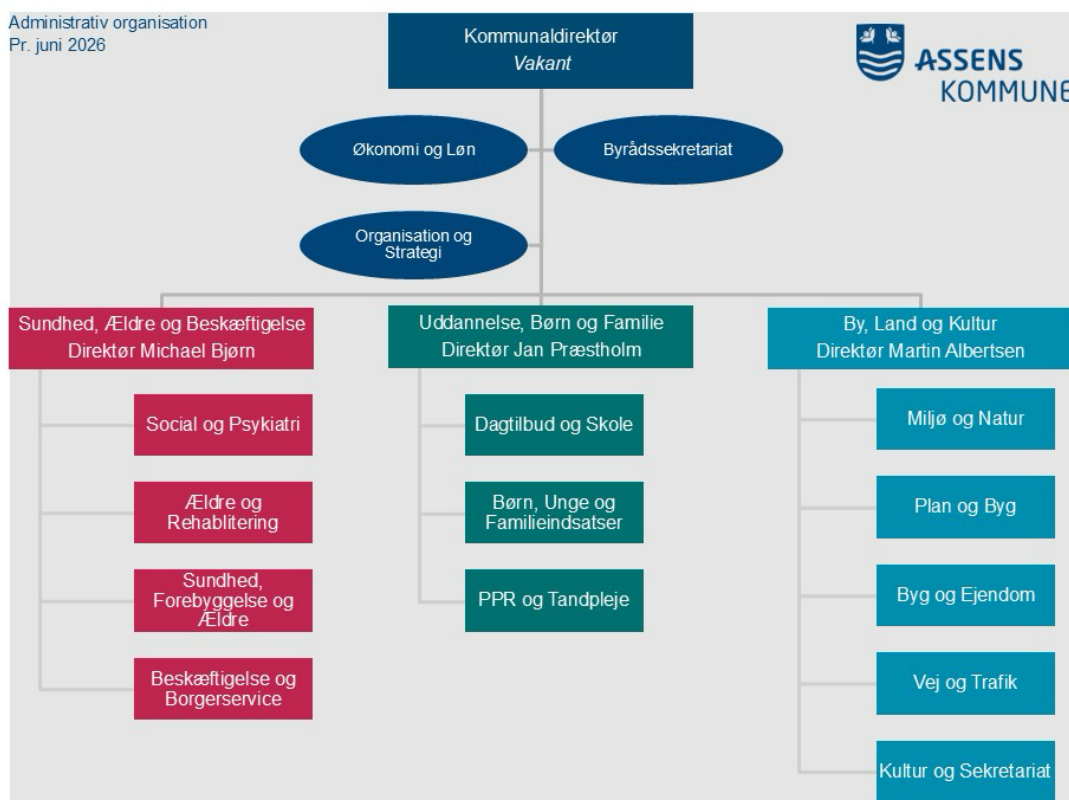 Administrativ organisation
Pr. juni 2026
Kommunaldirektør
Vakant
ASSENS
KOMMUNE
Økonomi og Løn
Byrådssekretariat
Organisation og
Strategi
Sundhed, Ældre og Beskæftigelse
Direktør Michael Bjørn
Social og Psykiatri
Ældre og
Rehablitering
Sundhed,
Forebyggelse og
Ældre
Beskæftigelse og
Borgerservice
Uddannelse, Børn og Familie
Direktør Jan Præstholm
Dagtilbud og Skole
Børn, Unge og
Familieindsatser
PPR og Tandpleje
By, Land og Kultur
Direktør Martin Albertsen
Miljø og Natur
Plan og Byg
Byg og Ejendom
Vej og Trafik
Kultur og Sekretariat